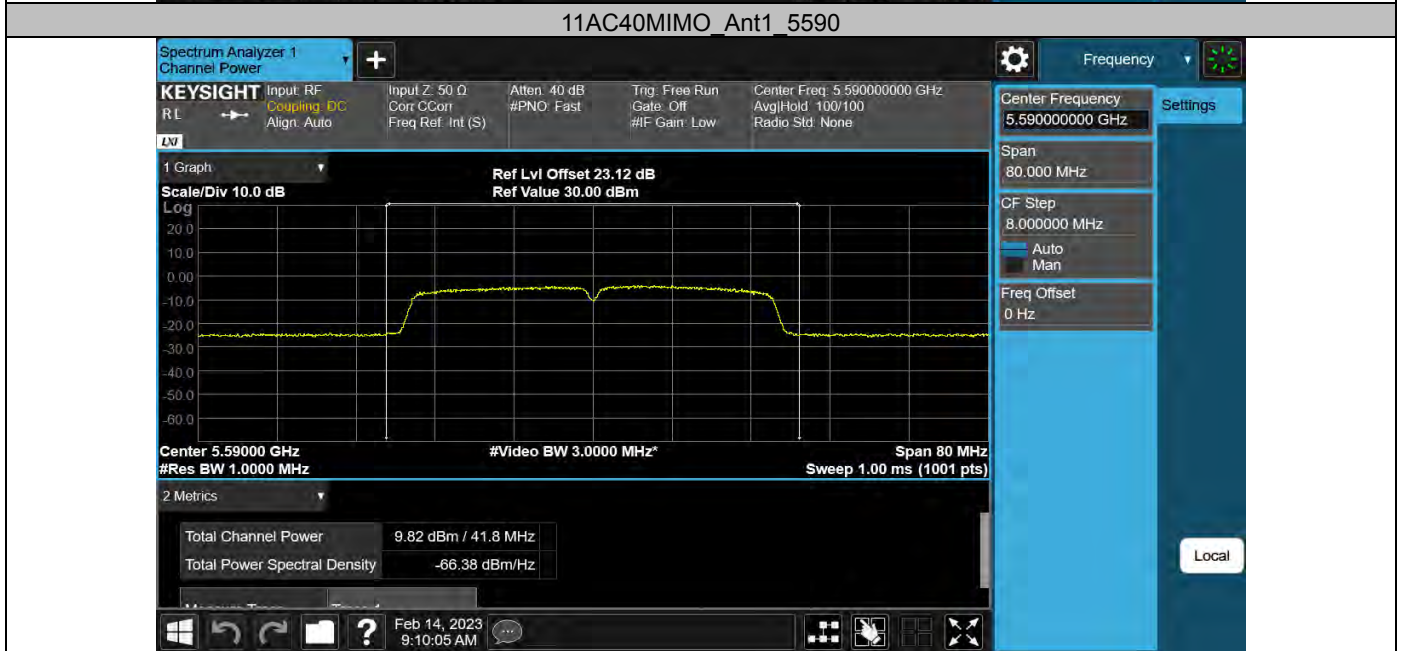 11AC40MIMO_Ant1_5590
Spectrum Analyzer 1
Channel Power
+
Frequency
KEYSIGHT
RL
LXI
Input: RF
Coupling: DC
Align: Auto
Input Z: 50 Ω
Corr CCorr
Freq Ref: Int (S)
Atten: 40 dB
#PNO: Fast
Trig: Free Run
Gate: Off
#IF Gain: Low
Center Freq: 5.590000000 GHz
Avg|Hold: 100/100
Radio Std: None
Center Frequency
5.590000000 GHz
Settings
Span
80.000 MHz
CF Step
8.000000 MHz
Auto
Man
Freq Offset
0 Hz
1 Graph
Scale/Div 10.0 dB
Ref Lvl Offset 23.12 dB
Ref Value 30.00 dBm
Log
20.0
10.0
0.00
-10.0
-20.0
-30.0
-40.0
-50.0
-60.0
Center 5.59000 GHz
#Video BW 3.0000 MHz*
Span 80 MHz
#Res BW 1.0000 MHz
Sweep 1.00 ms (1001 pts)
2 Metrics
Total Channel Power 9.82 dBm / 41.8 MHz
Total Power Spectral Density -66.38 dBm/Hz
Local
?
Feb 14, 2023
9:10:05 AM